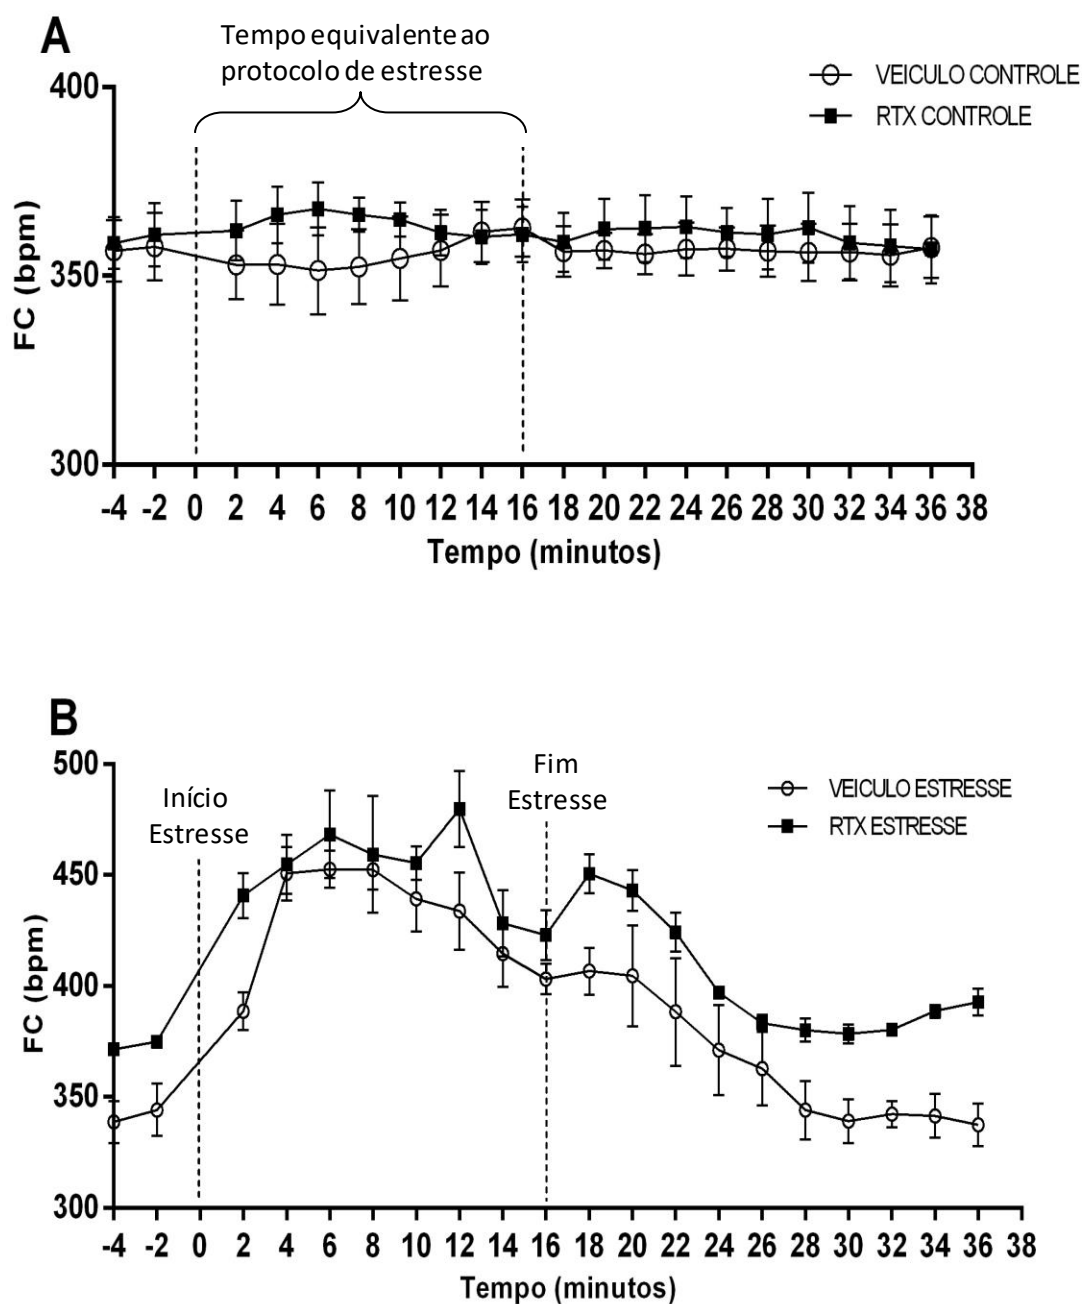 A
Tempo equivalente ao
protocolo de estresse
VEICULO CONTROLE
RTX CONTROLE
400
350
300
FC (bpm)
-4 -2 0 2 4 6 8 10 12 14 16 18 20 22 24 26 28 30 32 34 36 38
Tempo (minutos)
B
Início
Estresse
Fim
Estresse
VEICULO ESTRESSE
RTX ESTRESSE
500
450
400
350
300
FC (bpm)
-4 -2 0 2 4 6 8 10 12 14 16 18 20 22 24 26 28 30 32 34 36 38
Tempo (minutos)